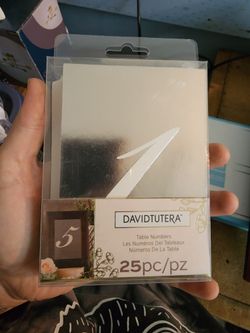 1
DAVIDTUTERA
Table Numbers
Les Numéros Des Tableaux
Números De La Tabla
5
25pc/pz